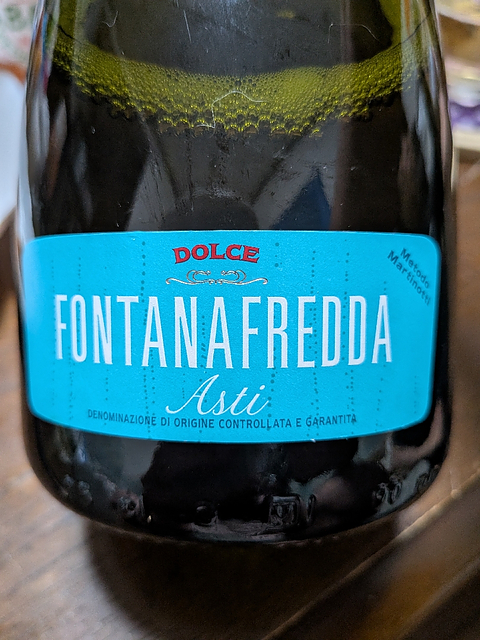 DOLCE
Metodo
Martinotti
FONTANAFREDDA
Asti
DENOMINAZIONE DI ORIGINE CONTROLLATA E GARANTITA